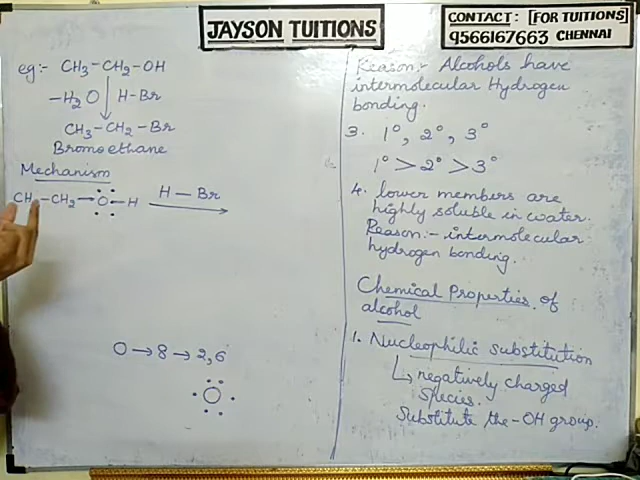 JAYSON TUITIONS
CONTACT: [FOR TUITIONS]
9566167663 CHENNAI
eg:- CH₃-CH₂-OH
-H₂O ↓ H-Br
CH₃-CH₂-Br
Bromoethane
Mechanism
CH -CH₂→O-H H-Br →
O→8→2,6
O
Reason:- Alcohols have
intermolecular Hydrogen
bonding.
3. 1°, 2°, 3°
1° > 2° > 3°
4. lower members are
highly soluble in water.
Reason:- intermolecular
hydrogen bonding.
Chemical Properties of
alcohol
1. Nucleophilic substitution
↳ negatively charged
species.
Substitute the -OH group.